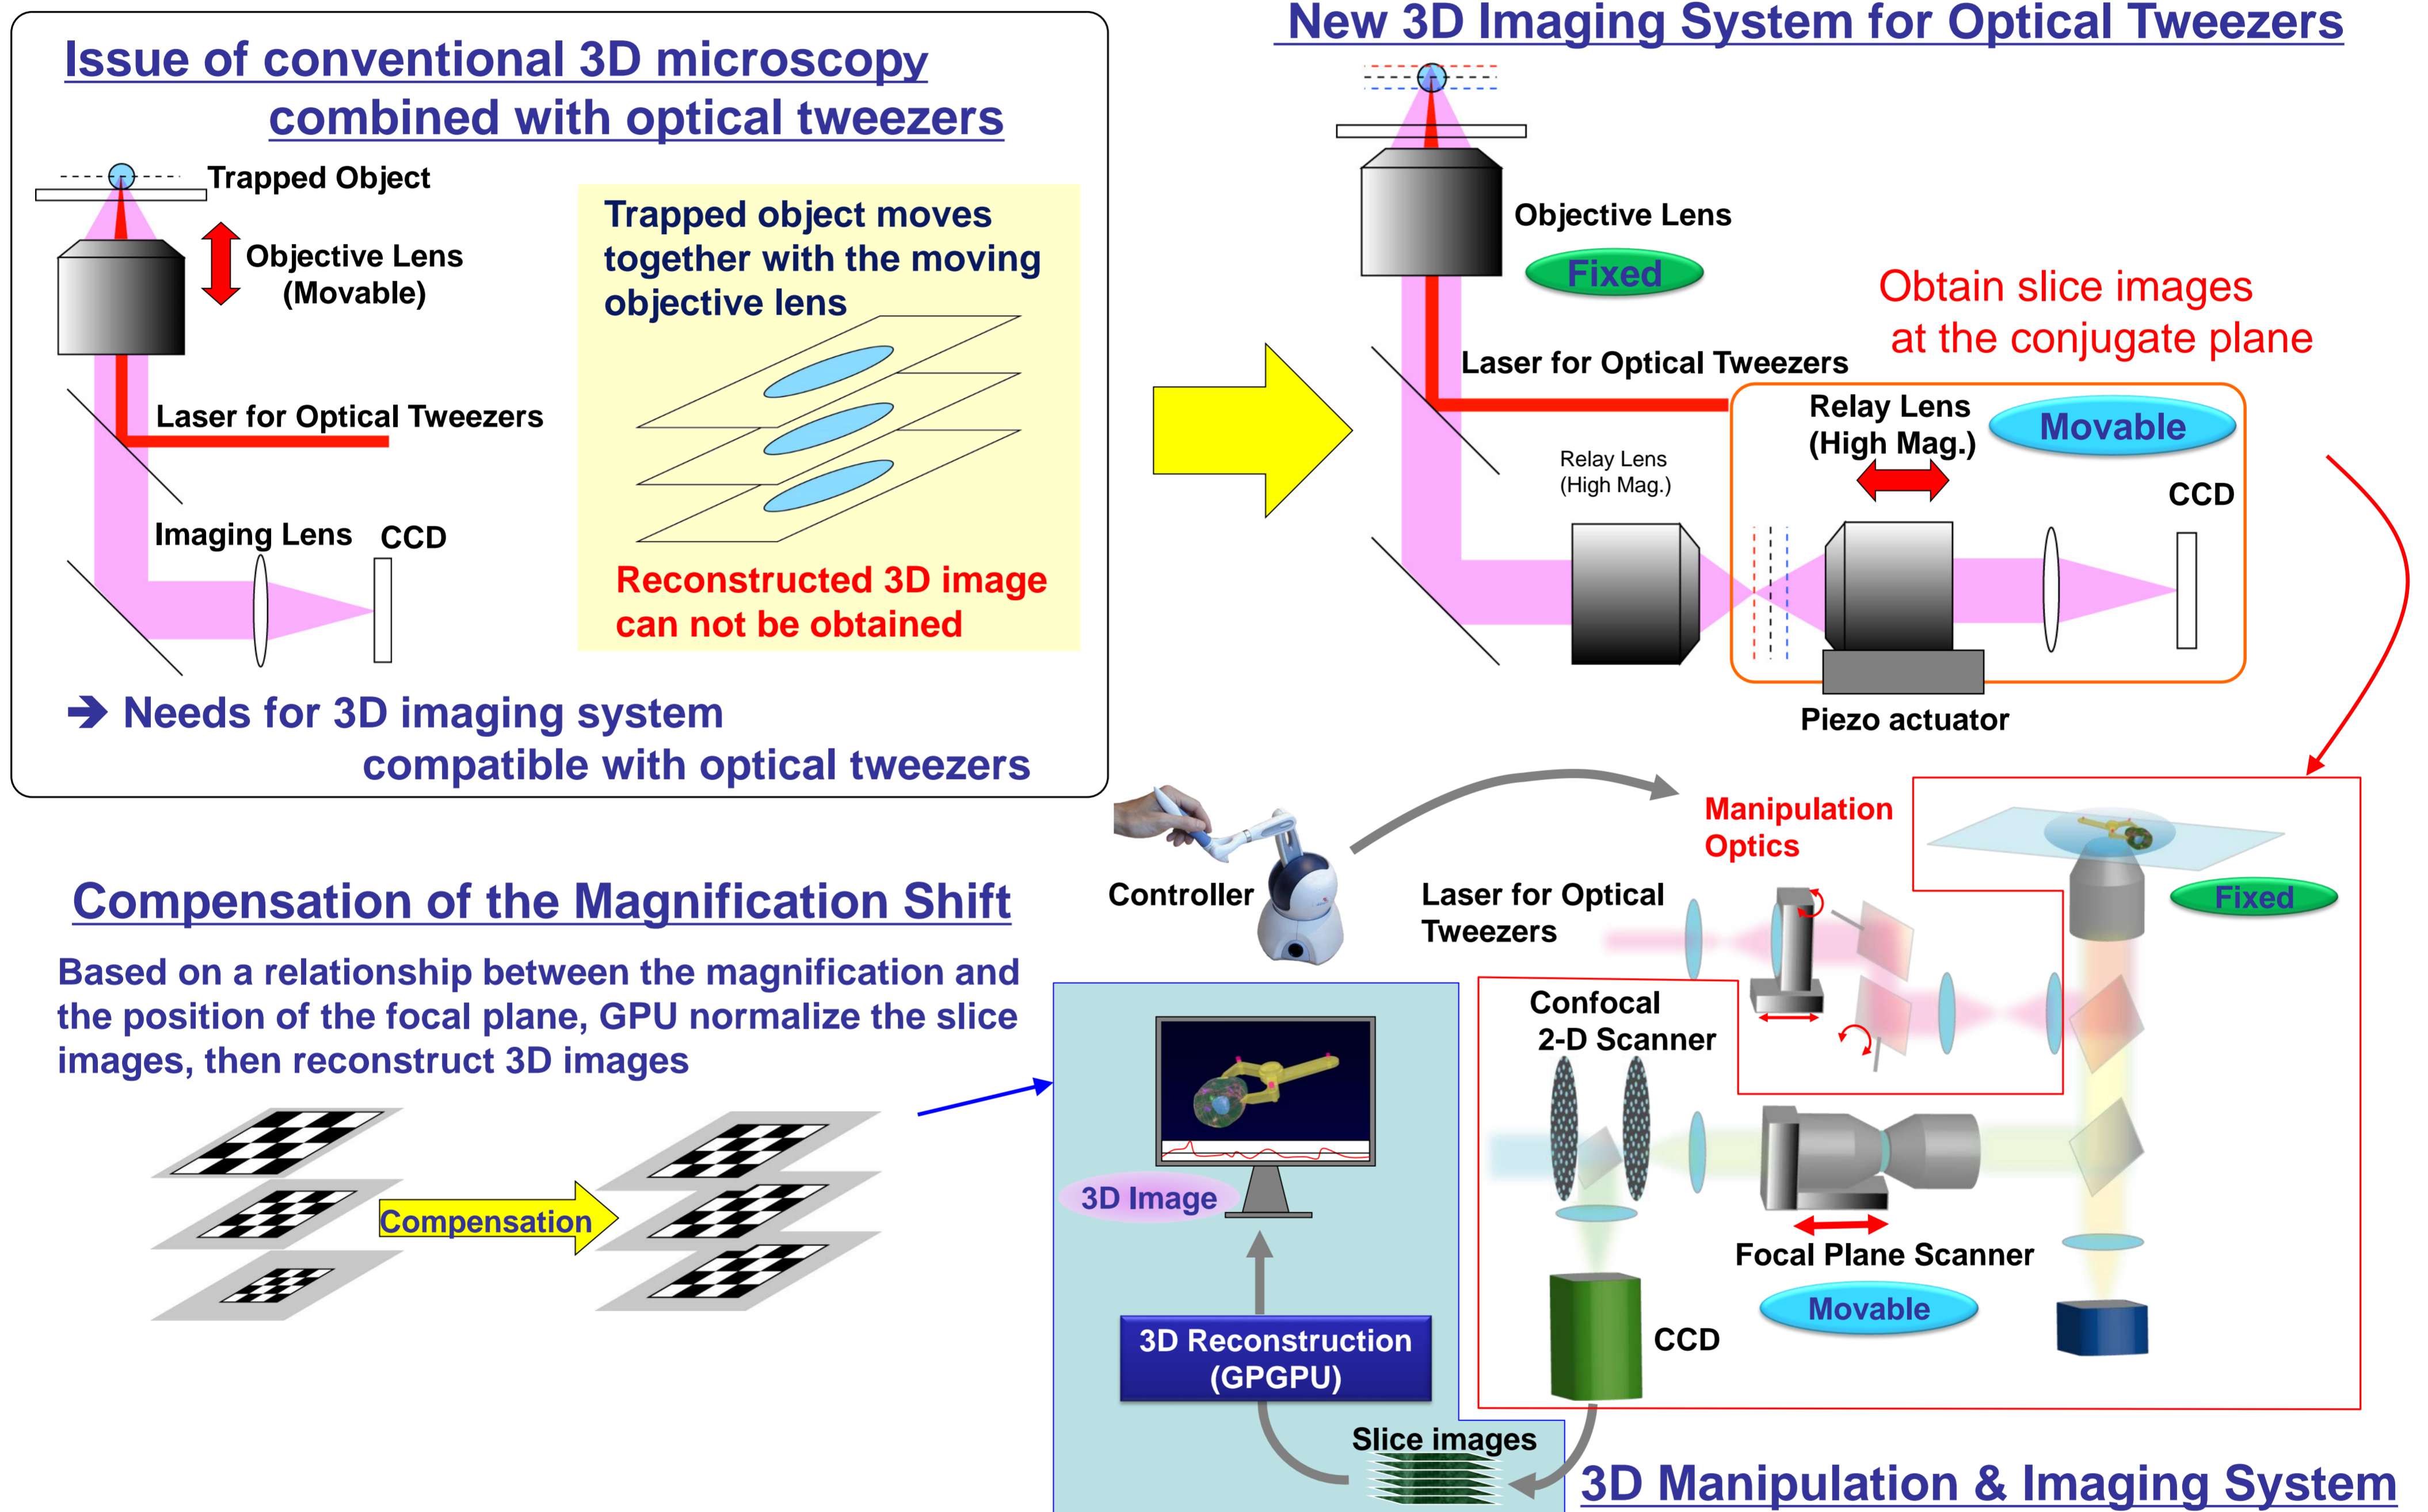 Issue of conventional 3D microscopy
combined with optical tweezers
Trapped Object
Objective Lens
(Movable)
Laser for Optical Tweezers
Imaging Lens
CCD
Trapped object moves
together with the moving
objective lens
Reconstructed 3D image
can not be obtained
➔ Needs for 3D imaging system
compatible with optical tweezers
New 3D Imaging System for Optical Tweezers
Objective Lens
Fixed
Obtain slice images
at the conjugate plane
Laser for Optical Tweezers
Relay Lens
(High Mag.)
Movable
Relay Lens
(High Mag.)
CCD
Piezo actuator
Compensation of the Magnification Shift
Based on a relationship between the magnification and
the position of the focal plane, GPU normalize the slice
images, then reconstruct 3D images
Compensation
Controller
Manipulation
Optics
Laser for Optical
Tweezers
Fixed
Confocal
2-D Scanner
3D Image
Focal Plane Scanner
Movable
CCD
3D Reconstruction
(GPGPU)
Slice images
3D Manipulation & Imaging System